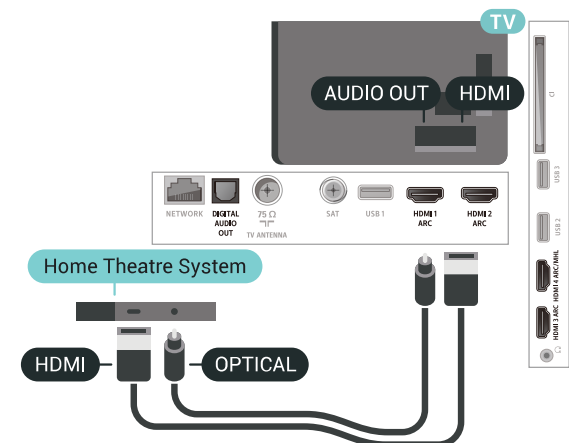 TV
AUDIO OUT
HDMI
CI
USB 3
USB 2
HDMI 4 ARC/MHL
HDMI 3 ARC
NETWORK
DIGITAL
AUDIO
OUT
75 Ω
TV ANTENNA
SAT
USB 1
HDMI 1
ARC
HDMI 2
ARC
Home Theatre System
HDMI
OPTICAL